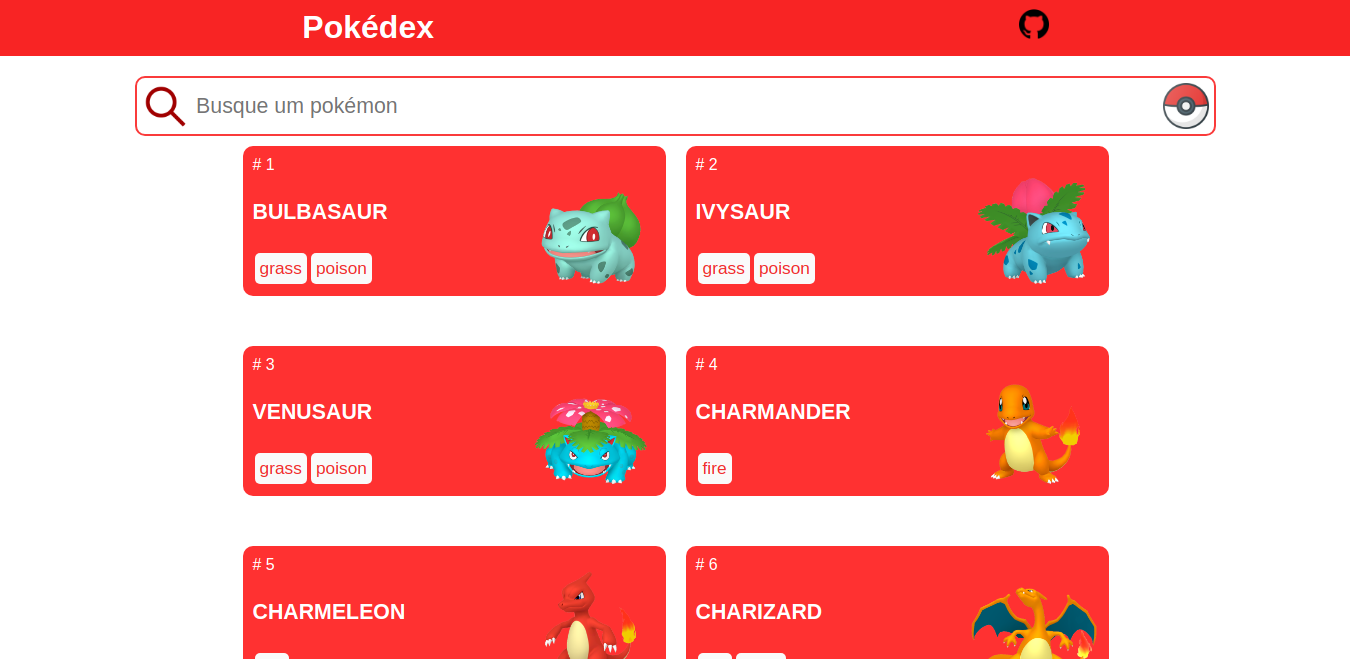 Pokédex
Busque um pokémon
# 1
BULBASAUR
grass poison
# 2
IVYSAUR
grass poison
# 3
VENUSAUR
grass poison
# 4
CHARMANDER
fire
# 5
CHARMELEON
# 6
CHARIZARD